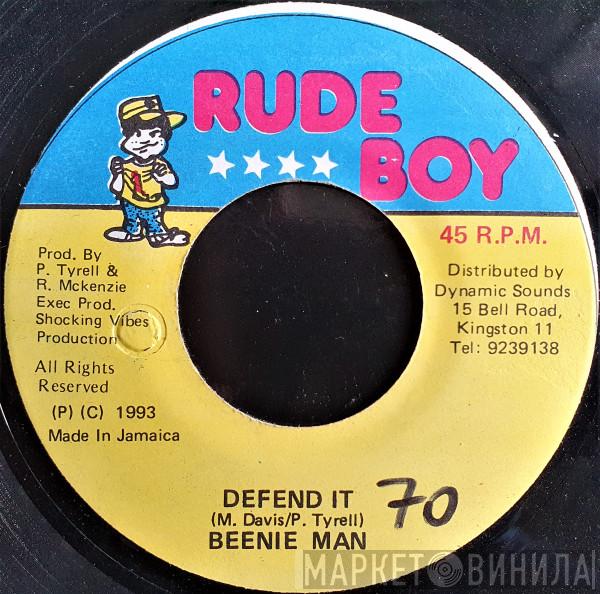 RUDE
BOY
45 R.P.M.
Prod. By
P. Tyrell &
R. Mckenzie
Exec Prod.
Shocking Vibes
Production
All Rights
Reserved
(P) (C) 1993
Made In Jamaica
Distributed by
Dynamic Sounds
15 Bell Road,
Kingston 11
Tel: 9239138
DEFEND IT
(M. Davis/P. Tyrell)
BEENIE MAN
70
МАРКЕТ ВИНИЛА